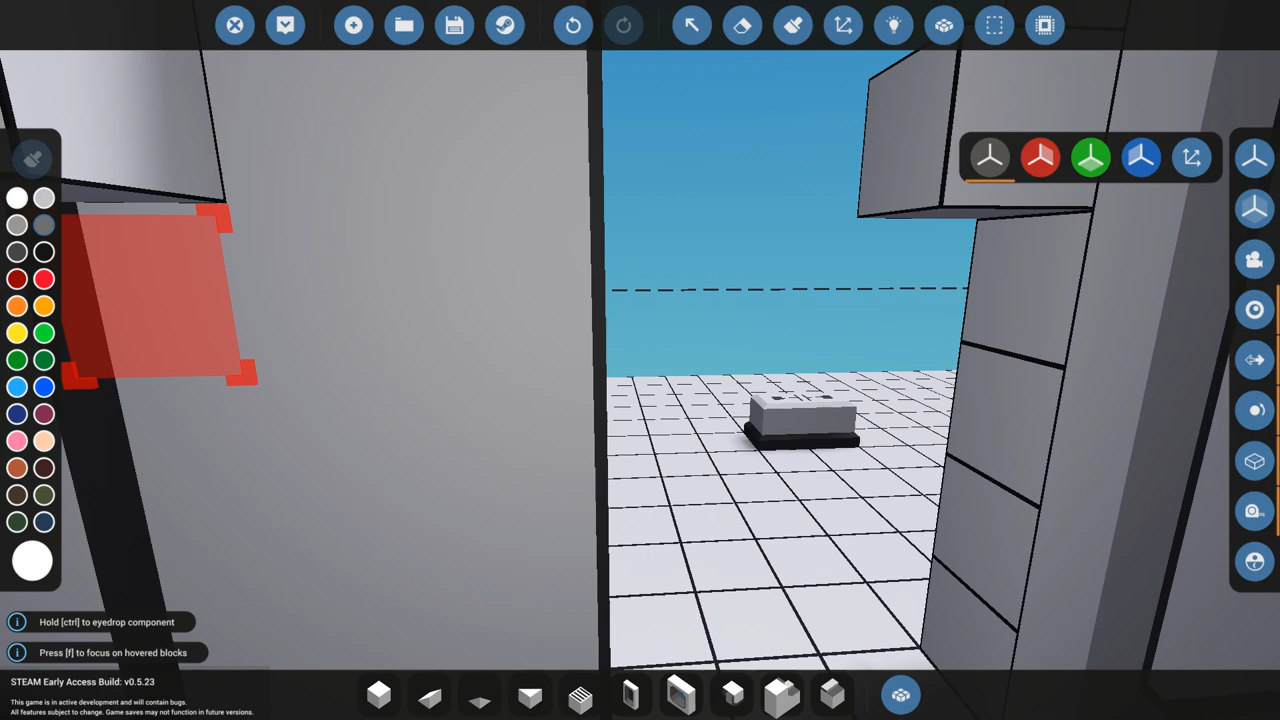 Hold [ctrl] to eyedrop component
Press [f] to focus on hovered blocks
STEAM Early Access Build: v0.5.23
This game is in active development and will contain bugs.
All features subject to change. Game saves may not function in future versions.